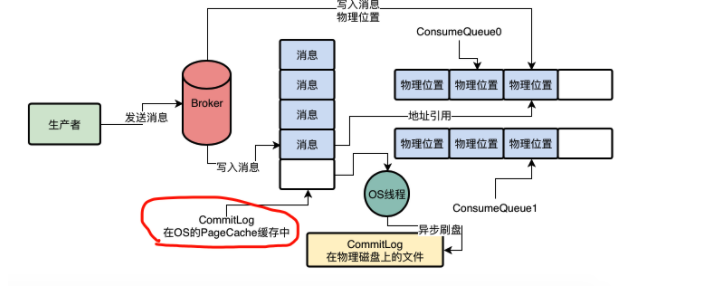 写入消息
物理位置
ConsumeQueue0
消息
消息
物理位置
物理位置
物理位置
Broker
消息
生产者
发送消息
地址引用
消息
物理位置
物理位置
物理位置
写入消息
OS线程
ConsumeQueue1
CommitLog
在OS的PageCache缓存中
异步刷盘
CommitLog
在物理磁盘上的文件